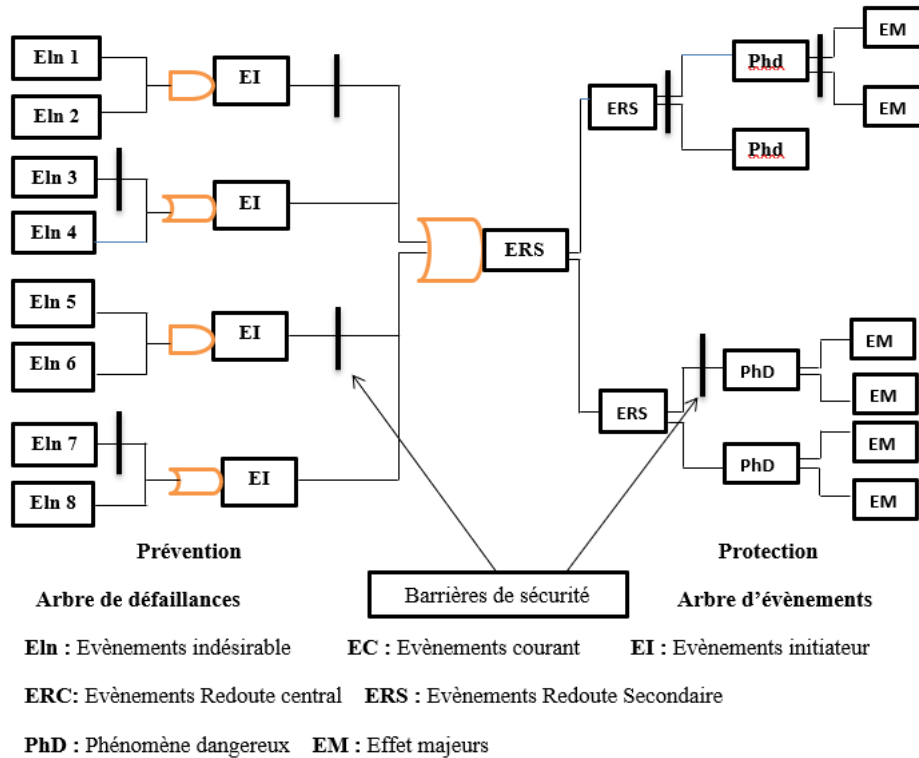 Eln 1
EI
Eln 2
Eln 3
EI
Eln 4
Eln 5
EI
Eln 6
Eln 7
EI
Eln 8
ERS
ERS
Phd
EM
EM
Phd
ERS
PhD
EM
EM
PhD
EM
EM
Prévention
Protection
Arbre de défaillances
Barrières de sécurité
Arbre d’évènements
Eln : Evènements indésirable EC : Evènements courant EI : Evènements initiateur
ERC: Evènements Redoute central ERS : Evènements Redoute Secondaire
PhD : Phénomène dangereux EM : Effet majeurs